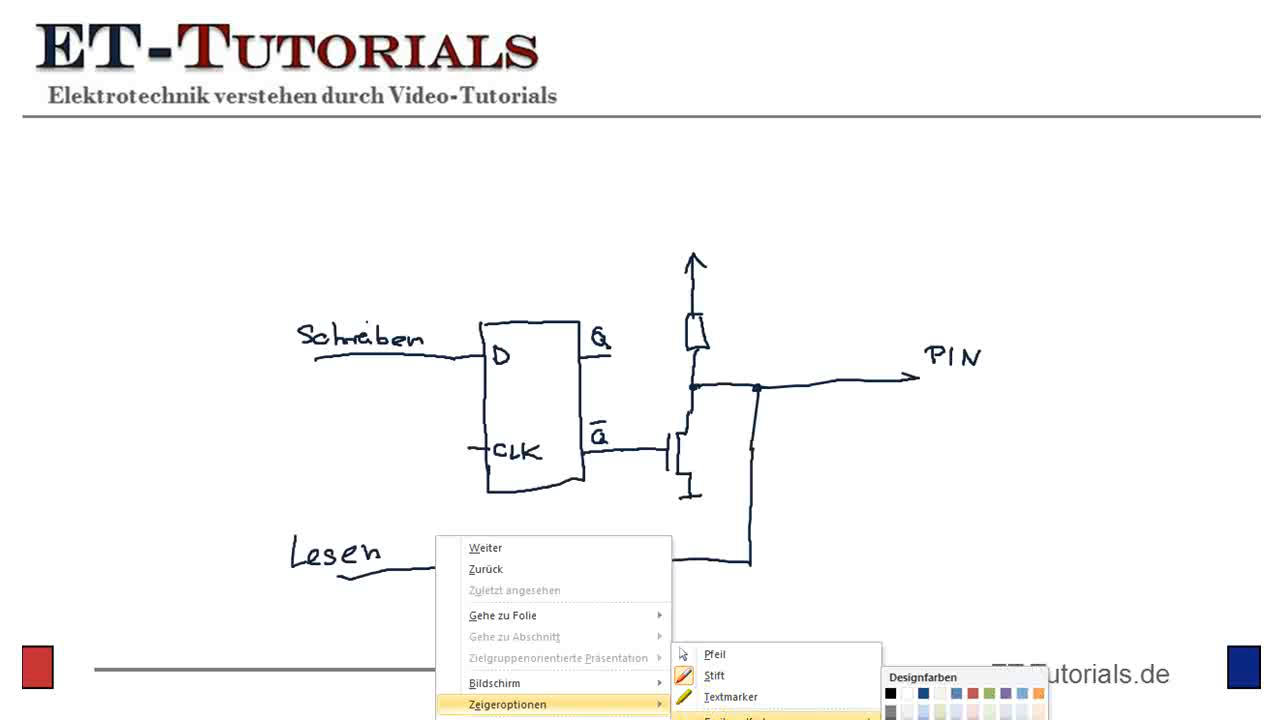 ET-TUTORIALS
Elektrotechnik verstehen durch Video-Tutorials
Schreiben
D
Q
CLK
Q̅
PIN
Lesen
Weiter
Zurück
Zuletzt angesehen
Gehe zu Folie
Gehe zu Abschnitt
Zielgruppenorientierte Präsentation
Bildschirm
Zeigeroptionen
Pfeil
Stift
Textmarker
Designfarben
Tutorials.de